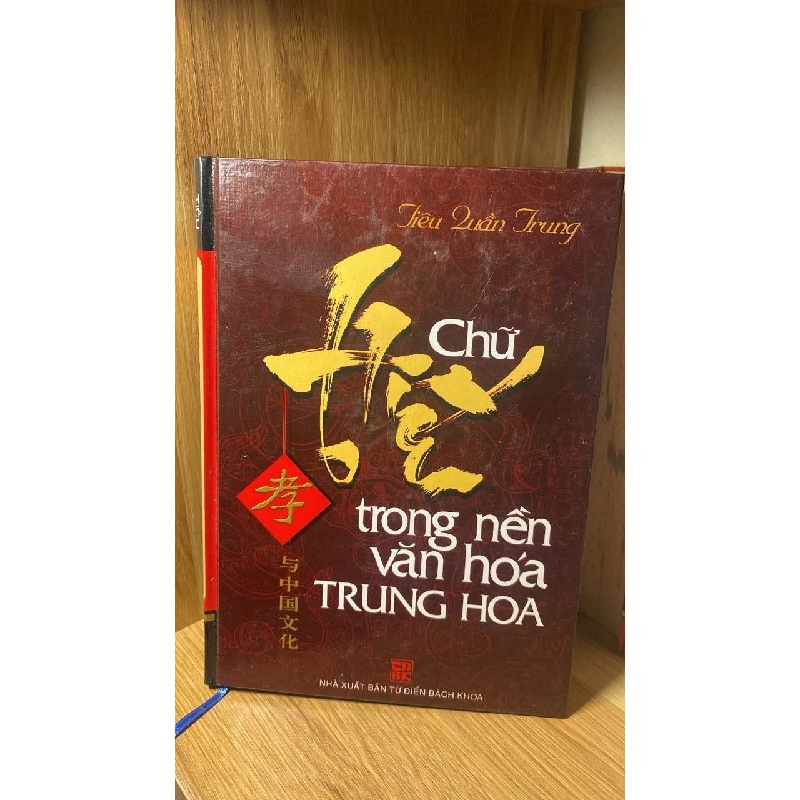 Tiêu Quần Trung
Chữ
Hiếu
孝
trong nền
văn hóa
TRUNG HOA
与中国文化
NHÀ XUẤT BẢN TỪ ĐIỂN BÁCH KHOA